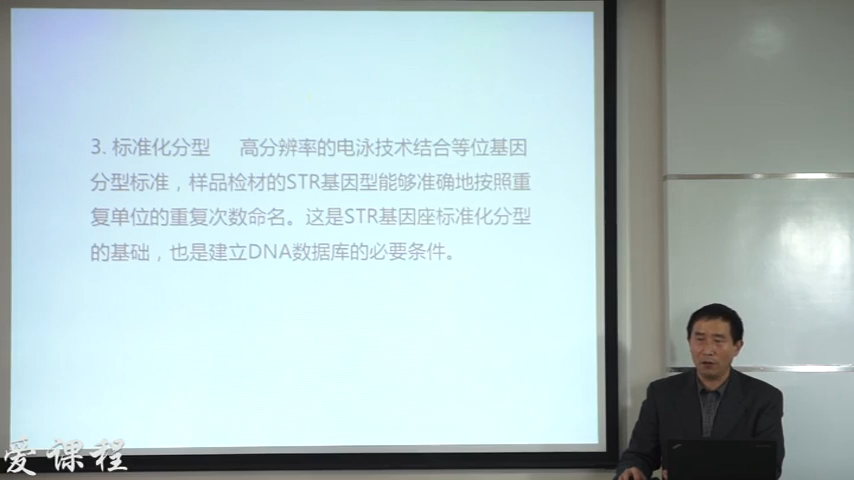 3. 标准化分型 高分辨率的电泳技术结合等位基因
分型标准，样品检材的STR基因型能够准确地按照重
复单位的重复次数命名。这是STR基因座标准化分型
的基础，也是建立DNA数据库的必要条件。
爱课程